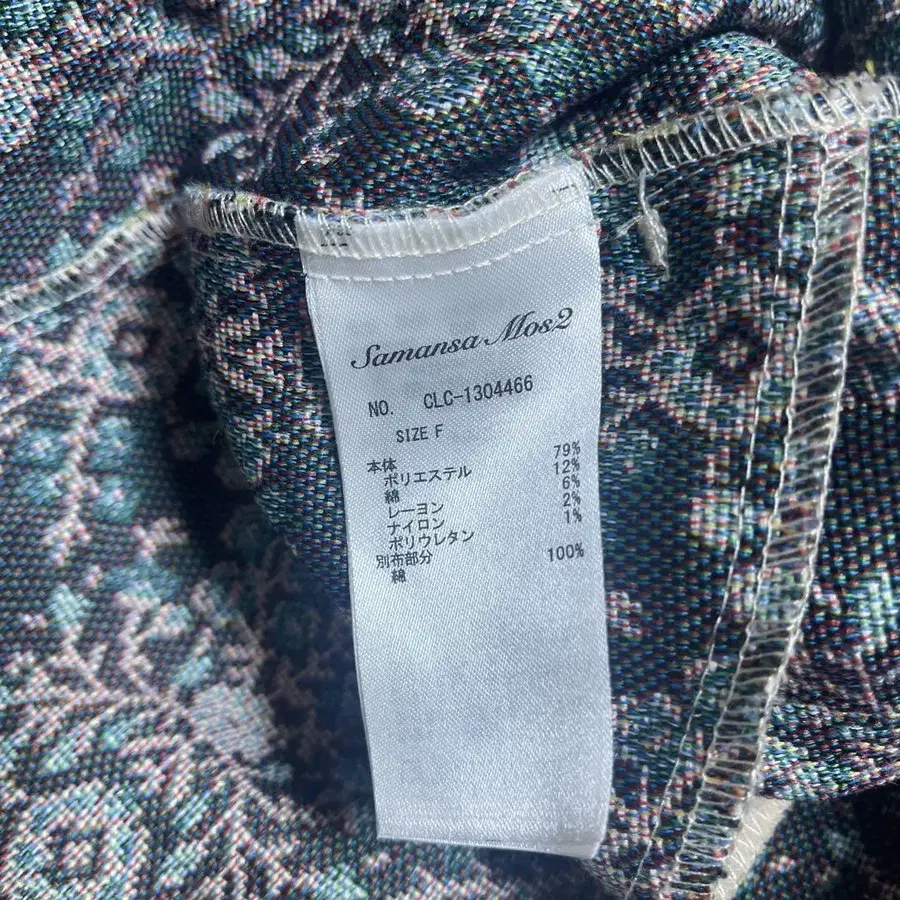 Samansa Mos2
NO. CLC-1304466
SIZE F
本体
ポリエステル 79%
綿 12%
レーヨン 6%
ナイロン 2%
ポリウレタン 1%
別布部分
綿 100%